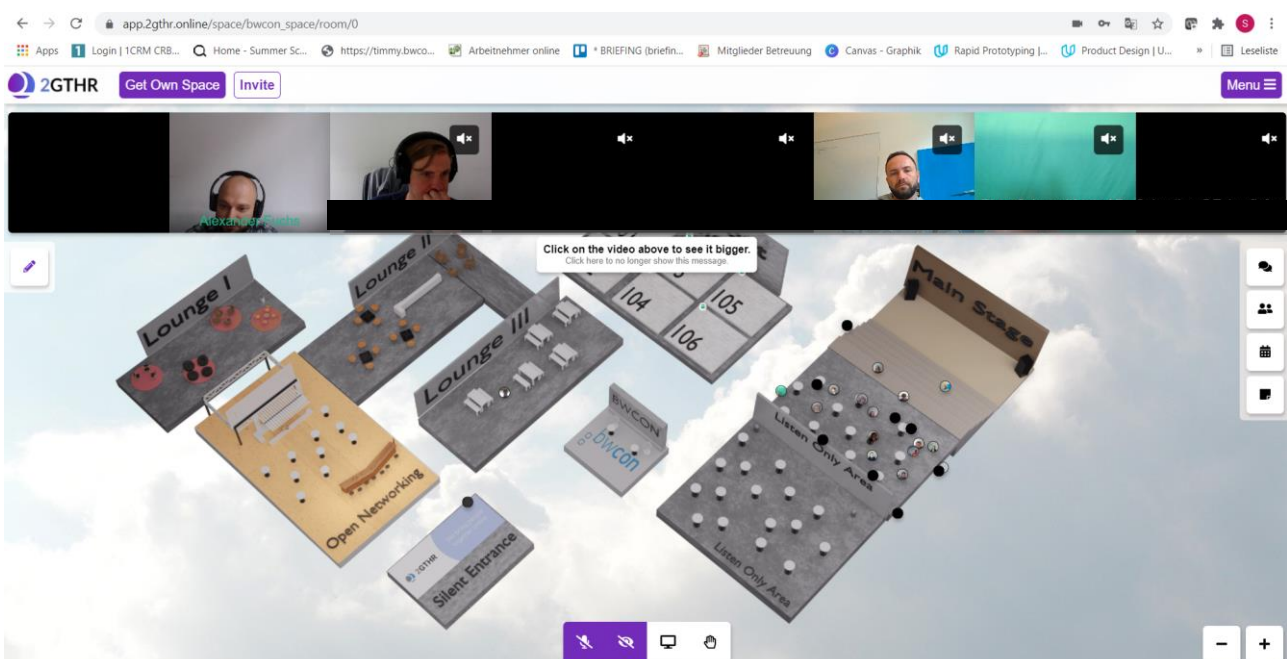 app.2gthr.online/space/bwcon_space/room/0
S
Apps
1 Login | 1CRM CRB...
Home - Summer Sc...
https://timmy.bwco...
Arbeitnehmer online
* BRIEFING (briefin...
Mitglieder Betreuung
Canvas - Graphik
Rapid Prototyping |...
Product Design | U...
»
Leseliste
2GTHR
Get Own Space
Invite
Menu
Click on the video above to see it bigger.
Click here to no longer show this message.
Lounge I
Lounge II
Lounge III
104
105
106
Main Stage
BWCON
bwcon
Listen Only Area
Listen Only Area
Open Networking
2GTHR
Silent Entrance